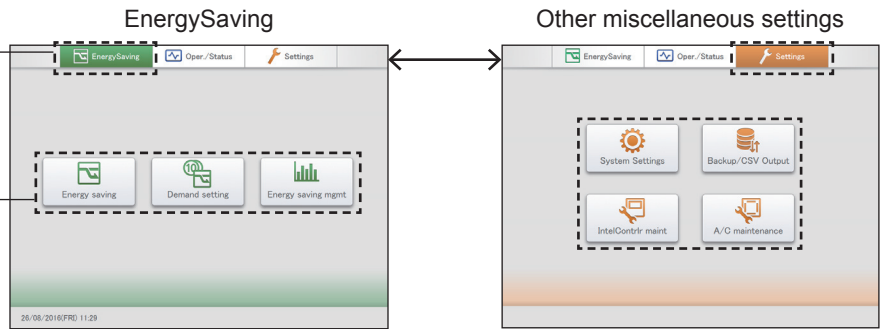 EnergySaving
Other miscellaneous settings
EnergySaving Oper./Status Settings
EnergySaving Oper./Status Settings
Energy saving Demand setting Energy saving mgmt
System Settings Backup/CSV Output
IntelContrlr maint A/C maintenance
26/08/2016(FRI) 11:29